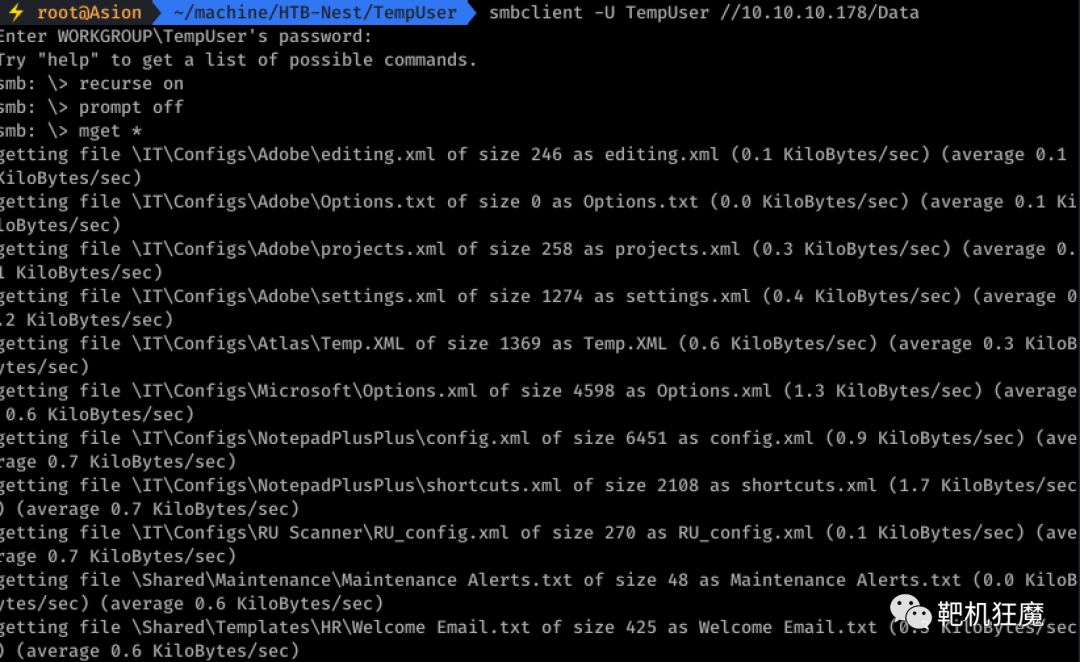 root@Asion ~/machine/HTB-Nest/TempUser smbclient -U TempUser //10.10.10.178/Data
Enter WORKGROUP\TempUser's password:
Try "help" to get a list of possible commands.
smb: \> recurse on
smb: \> prompt off
smb: \> mget *
getting file \IT\Configs\Adobe\editing.xml of size 246 as editing.xml (0.1 KiloBytes/sec) (average 0.1
KiloBytes/sec)
getting file \IT\Configs\Adobe\Options.txt of size 0 as Options.txt (0.0 KiloBytes/sec) (average 0.1 Ki
loBytes/sec)
getting file \IT\Configs\Adobe\projects.xml of size 258 as projects.xml (0.3 KiloBytes/sec) (average 0.
1 KiloBytes/sec)
getting file \IT\Configs\Adobe\settings.xml of size 1274 as settings.xml (0.4 KiloBytes/sec) (average 0
.2 KiloBytes/sec)
getting file \IT\Configs\Atlas\Temp.XML of size 1369 as Temp.XML (0.6 KiloBytes/sec) (average 0.3 KiloB
ytes/sec)
getting file \IT\Configs\Microsoft\Options.xml of size 4598 as Options.xml (1.3 KiloBytes/sec) (average
0.6 KiloBytes/sec)
getting file \IT\Configs\NotepadPlusPlus\config.xml of size 6451 as config.xml (0.9 KiloBytes/sec) (ave
rage 0.7 KiloBytes/sec)
getting file \IT\Configs\NotepadPlusPlus\shortcuts.xml of size 2108 as shortcuts.xml (1.7 KiloBytes/sec
) (average 0.7 KiloBytes/sec)
getting file \IT\Configs\RU Scanner\RU_config.xml of size 270 as RU_config.xml (0.1 KiloBytes/sec) (ave
rage 0.7 KiloBytes/sec)
getting file \Shared\Maintenance\Maintenance Alerts.txt of size 48 as Maintenance Alerts.txt (0.0 KiloB
ytes/sec) (average 0.6 KiloBytes/sec)
getting file \Shared\Templates\HR\Welcome Email.txt of size 425 as Welcome Email.txt (0.3 KiloBytes/sec
) (average 0.6 KiloBytes/sec)
靶机狂魔